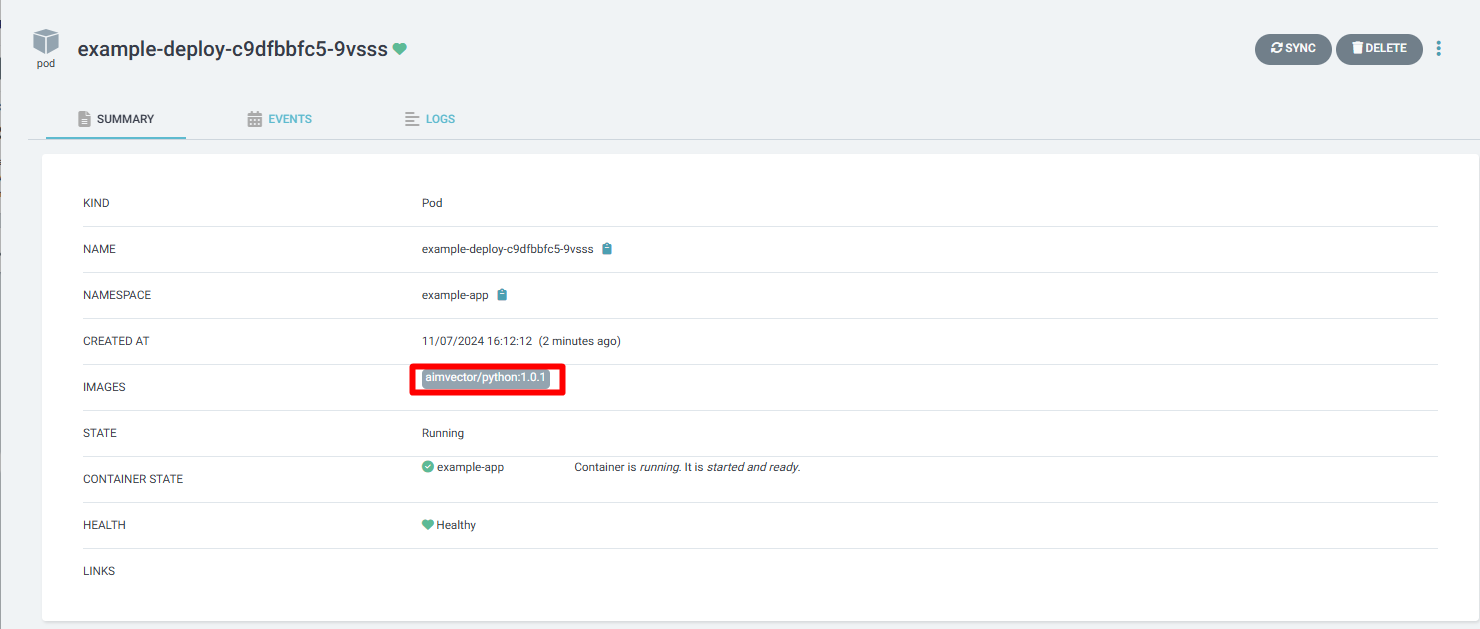 example-deploy-c9dfbbfc5-9vsss
pod
SYNC
DELETE
SUMMARY
EVENTS
LOGS
KIND
Pod
NAME
example-deploy-c9dfbbfc5-9vsss
NAMESPACE
example-app
CREATED AT
11/07/2024 16:12:12 (2 minutes ago)
IMAGES
aimvector/python:1.0.1
STATE
Running
CONTAINER STATE
example-app
Container is running. It is started and ready.
HEALTH
Healthy
LINKS